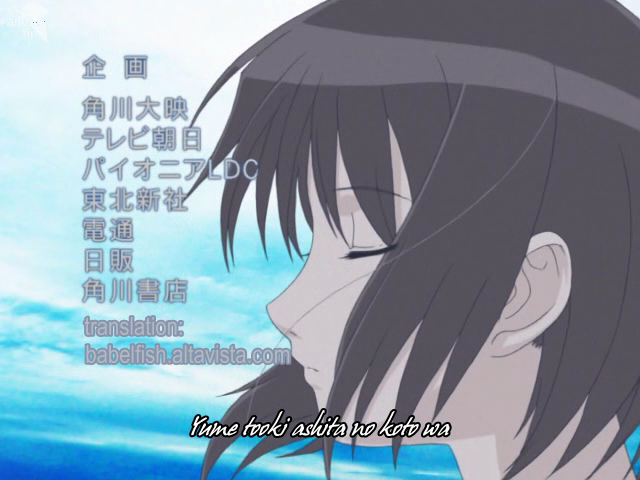 企画
角川大映
テレビ朝日
パイオニアLDC
東北新社
電通
日販
角川書店
translation:
babelfish.altavista.com
Yume tooki ashita no koto wa